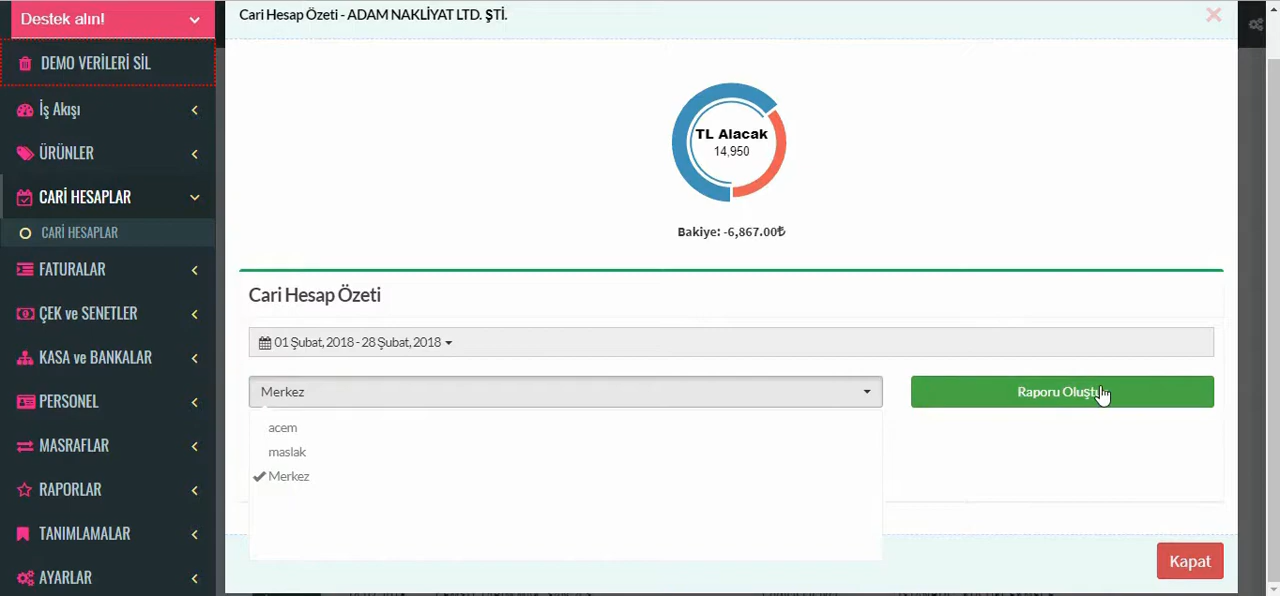 Destek alın!
DEMO VERİLERİ SİL
İş Akışı
ÜRÜNLER
CARİ HESAPLAR
CARİ HESAPLAR
FATURALAR
ÇEK ve SENETLER
KASA ve BANKALAR
PERSONEL
MASRAFLAR
RAPORLAR
TANIMLAMALAR
AYARLAR
Cari Hesap Özeti - ADAM NAKLİYAT LTD. ŞTİ.
TL Alacak
14,950
Bakiye: -6,867.00₺
Cari Hesap Özeti
01 Şubat, 2018 - 28 Şubat, 2018
Merkez
Raporu Oluştur
acem
maslak
Merkez
Kapat